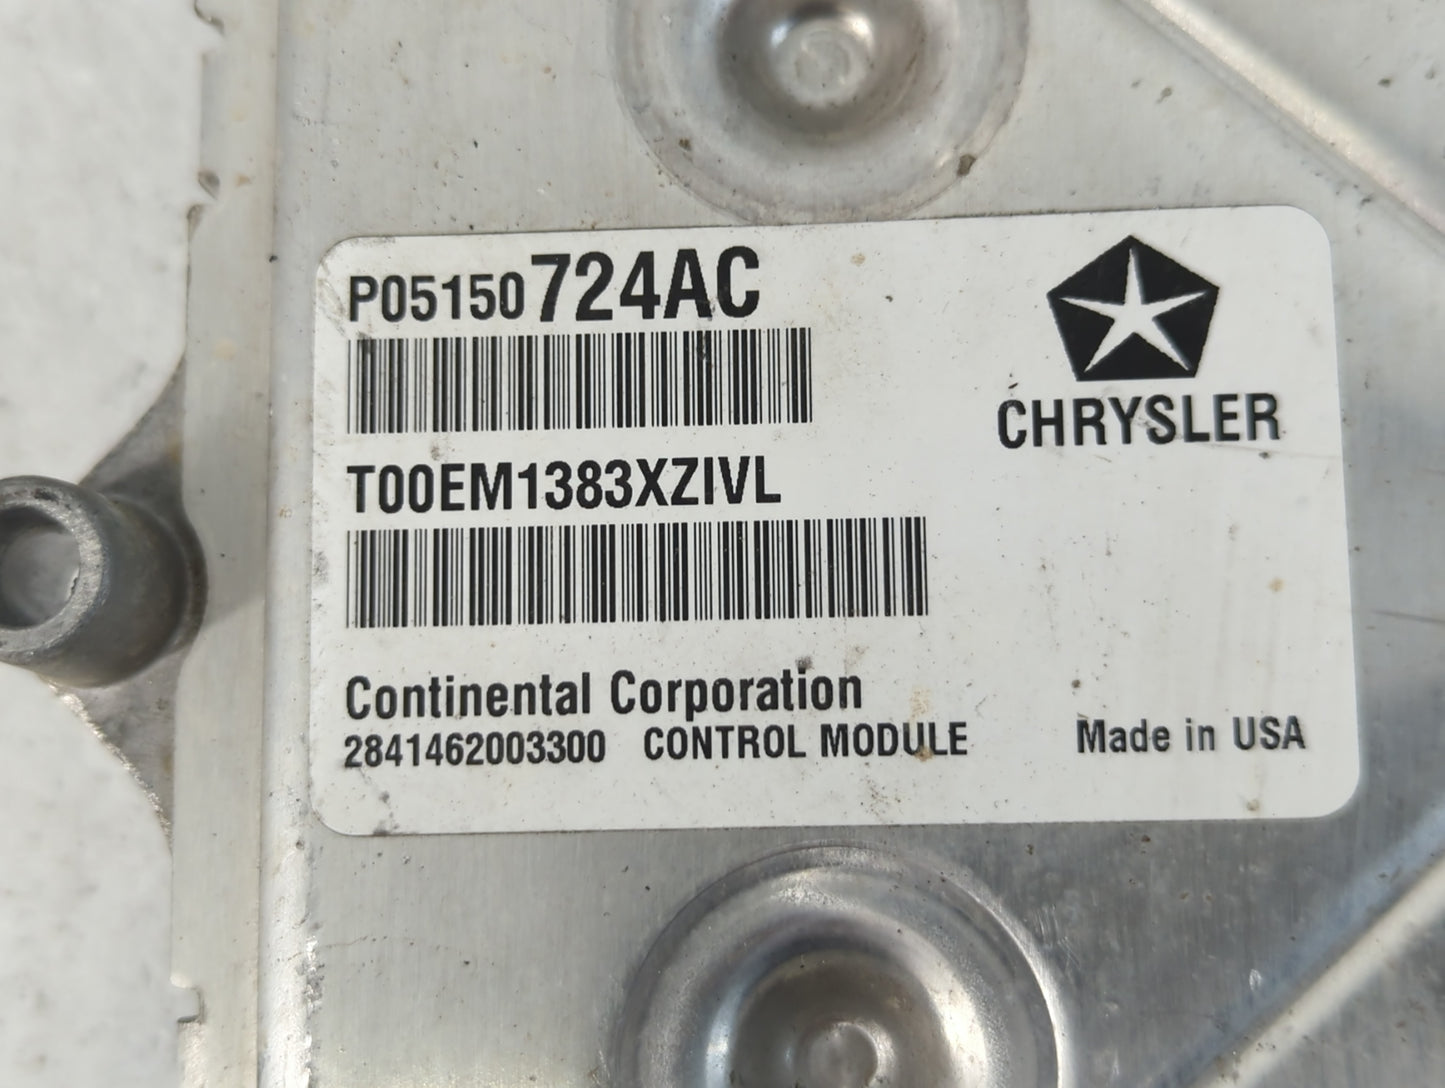 P05150724AC
CHRYSLER
T00EM1383XZIVL
Continental Corporation
2841462003300 CONTROL MODULE Made in USA